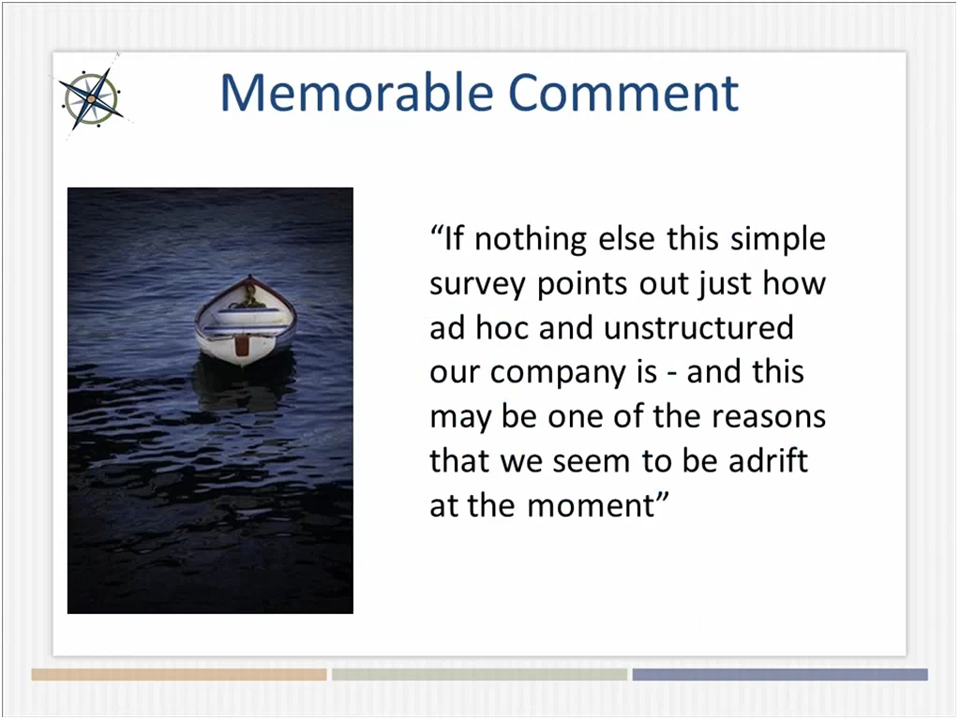 Memorable Comment
“If nothing else this simple
survey points out just how
ad hoc and unstructured
our company is - and this
may be one of the reasons
that we seem to be adrift
at the moment”